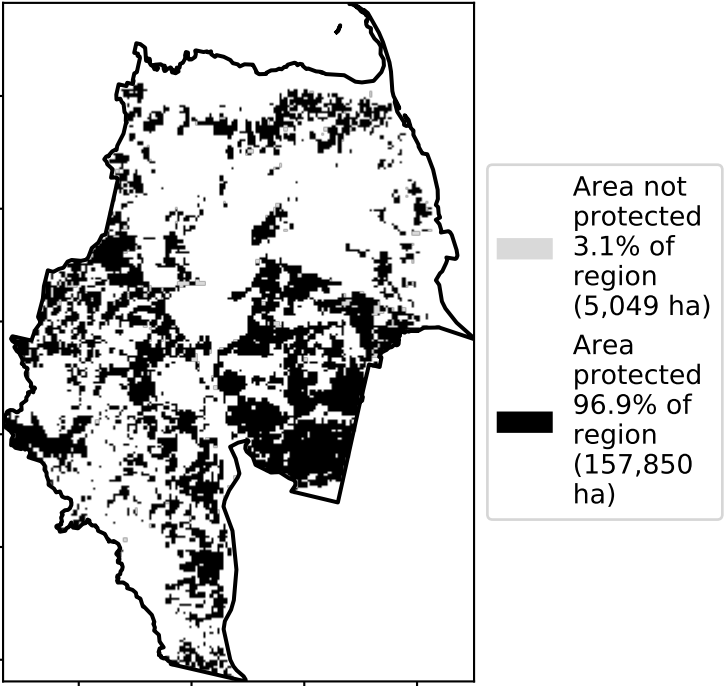 Area not
protected
3.1% of
region
(5,049 ha)
Area
protected
96.9% of
region
(157,850
ha)